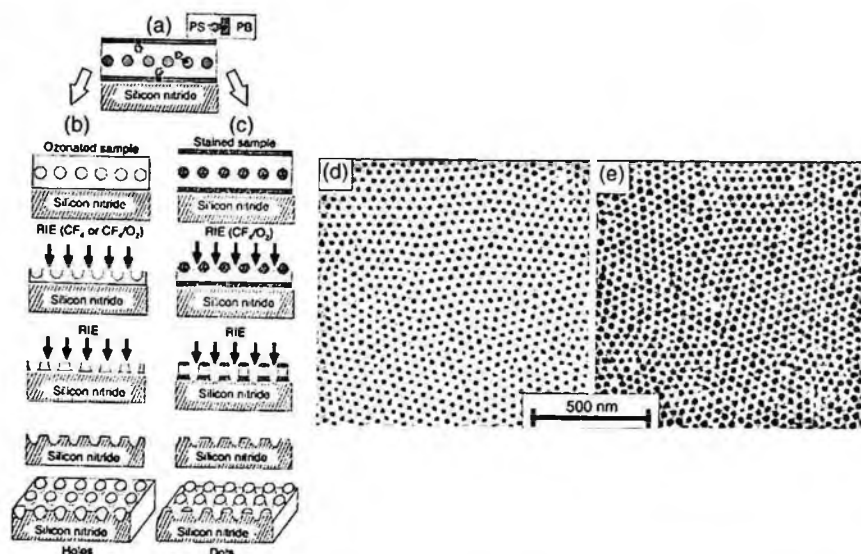 (a)
PS PB
Silicon nitride
(b)
(c)
Ozonated sample
Stained sample
Silicon nitride
Silicon nitride
RIE (CF₄ or CF₄/O₂)
RIE (CF₄/O₂)
Silicon nitride
Silicon nitride
RIE
RIE
Silicon nitride
Silicon nitride
Silicon nitride
Silicon nitride
Silicon nitride
Silicon nitride
Holes
Dots
(d)
(e)
500 nm